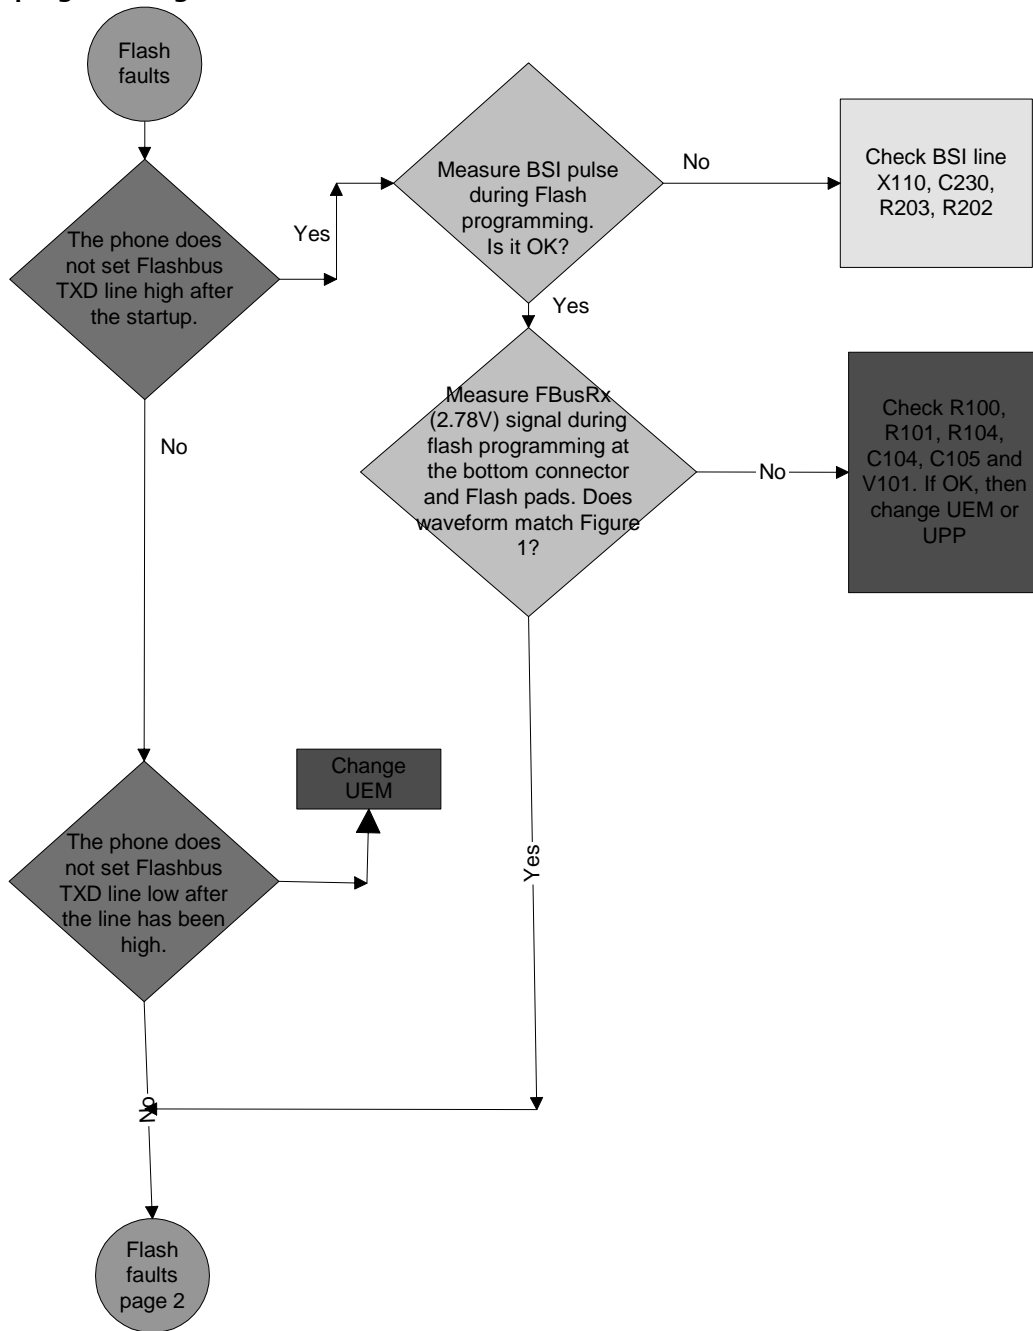 Flash
faults
The phone does
not set Flashbus
TXD line high after
the startup.
Yes
Measure BSI pulse
during Flash
programming.
Is it OK?
No
Check BSI line
X110, C230,
R203, R202
Yes
Measure FBusRx
(2.78V) signal during
flash programming at
the bottom connector
and Flash pads. Does
waveform match Figure
1?
No
Check R100,
R101, R104,
C104, C105 and
V101. If OK, then
change UEM or
UPP
No
Change
UEM
The phone does
not set Flashbus
TXD line low after
the line has been
high.
Yes
No
Flash
faults
page 2